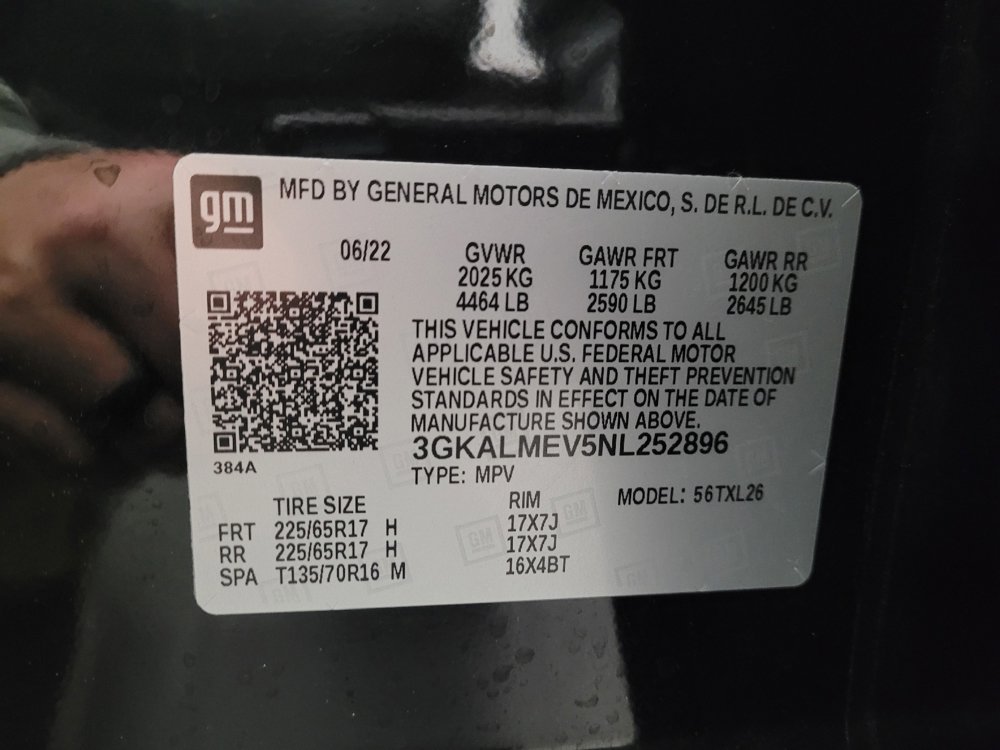 gm MFD BY GENERAL MOTORS DE MEXICO, S. DE R.L. DE C.V.
06/22 GVWR GAWR FRT GAWR RR
2025 KG 1175 KG 1200 KG
4464 LB 2590 LB 2645 LB
THIS VEHICLE CONFORMS TO ALL
APPLICABLE U.S. FEDERAL MOTOR
VEHICLE SAFETY AND THEFT PREVENTION
STANDARDS IN EFFECT ON THE DATE OF
MANUFACTURE SHOWN ABOVE.
3GKALMEV5NL252896
384A
TYPE: MPV
MODEL: 56TXL26
TIRE SIZE RIM
FRT 225/65R17 H 17X7J
RR 225/65R17 H 17X7J
SPA T135/70R16 M 16X4BT
GM
GM